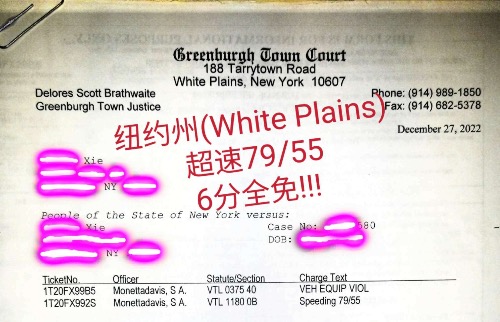 Greenburgh Town Court
188 Tarrytown Road
White Plains, New York 10607
Delores Scott Brathwaite
Greenburgh Town Justice
Phone: (914) 989-1850
Fax: (914) 682-5378
December 27, 2022
纽约州(White Plains)
超速79/55
6分全免!!!
Xie
NY
People of the State of New York versus:
Xie
NY
Case No: 580
DOB:
TicketNo. Officer Statute/Section Charge Text
1T20FX99B5 Monettadavis, S A. VTL 0375 40 VEH EQUIP VIOL
1T20FX992S Monettadavis, S A. VTL 1180 0B Speeding 79/55